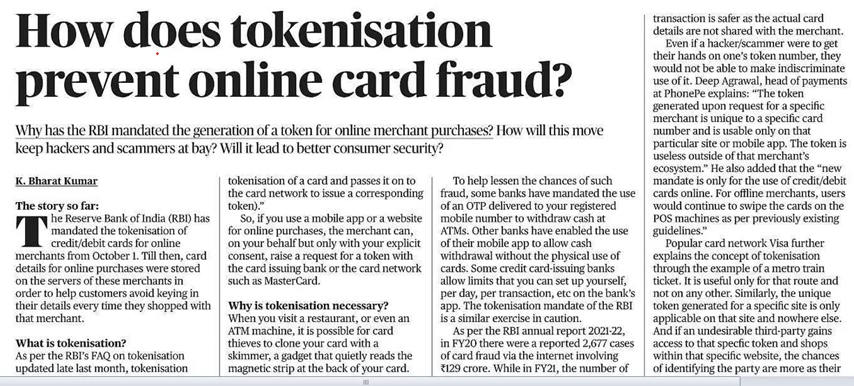 How does tokenisation
prevent online card fraud?
Why has the RBI mandated the generation of a token for online merchant purchases? How will this move
keep hackers and scammers at bay? Will it lead to better consumer security?
K. Bharat Kumar
The story so far:
The Reserve Bank of India (RBI) has
mandated the tokenisation of
credit/debit cards for online
merchants from October 1. Till then, card
details for online purchases were stored
on the servers of these merchants in
order to help customers avoid keying in
their details every time they shopped with
that merchant.
What is tokenisation?
As per the RBI's FAQ on tokenisation
updated late last month, tokenisation
tokenisation of a card and passes it on to
the card network to issue a corresponding
token)."
So, if you use a mobile app or a website
for online purchases, the merchant can,
on your behalf but only with your explicit
consent, raise a request for a token with
the card issuing bank or the card network
such as MasterCard.
Why is tokenisation necessary?
When you visit a restaurant, or even an
ATM machine, it is possible for card
thieves to clone your card with a
skimmer, a gadget that quietly reads the
magnetic strip at the back of your card.
To help lessen the chances of such
fraud, some banks have mandated the use
of an OTP delivered to your registered
mobile number to withdraw cash at
ATMs. Other banks have enabled the use
of their mobile app to allow cash
withdrawal without the physical use of
cards. Some credit card-issuing banks
allow limits that you can set up yourself,
per day, per transaction, etc on the bank's
app. The tokenisation mandate of the RBI
is a similar exercise in caution.
As per the RBI annual report 2021-22,
in FY20 there were a reported 2,677 cases
of card fraud via the internet involving
₹129 crore. While in FY21, the number of
transaction is safer as the actual card
details are not shared with the merchant.
Even if a hacker/scammer were to get
their hands on one's token number, they
would not be able to make indiscriminate
use of it. Deep Agrawal, head of payments
at PhonePe explains: "The token
generated upon request for a specific
merchant is unique to a specific card
number and is usable only on that
particular site or mobile app. The token is
useless outside of that merchant's
ecosystem." He also added that the "new
mandate is only for the use of credit/debit
cards online. For offline merchants, users
would continue to swipe the cards on the
POS machines as per previously existing
guidelines."
Popular card network Visa further
explains the concept of tokenisation
through the example of a metro train
ticket. It is useful only for that route and
not on any other. Similarly, the unique
token generated for a specific site is only
applicable on that site and nowhere else.
And if an undesirable third-party gains
access to that specific token and shops
within that specific website, the chances
of identifying the party are more as their